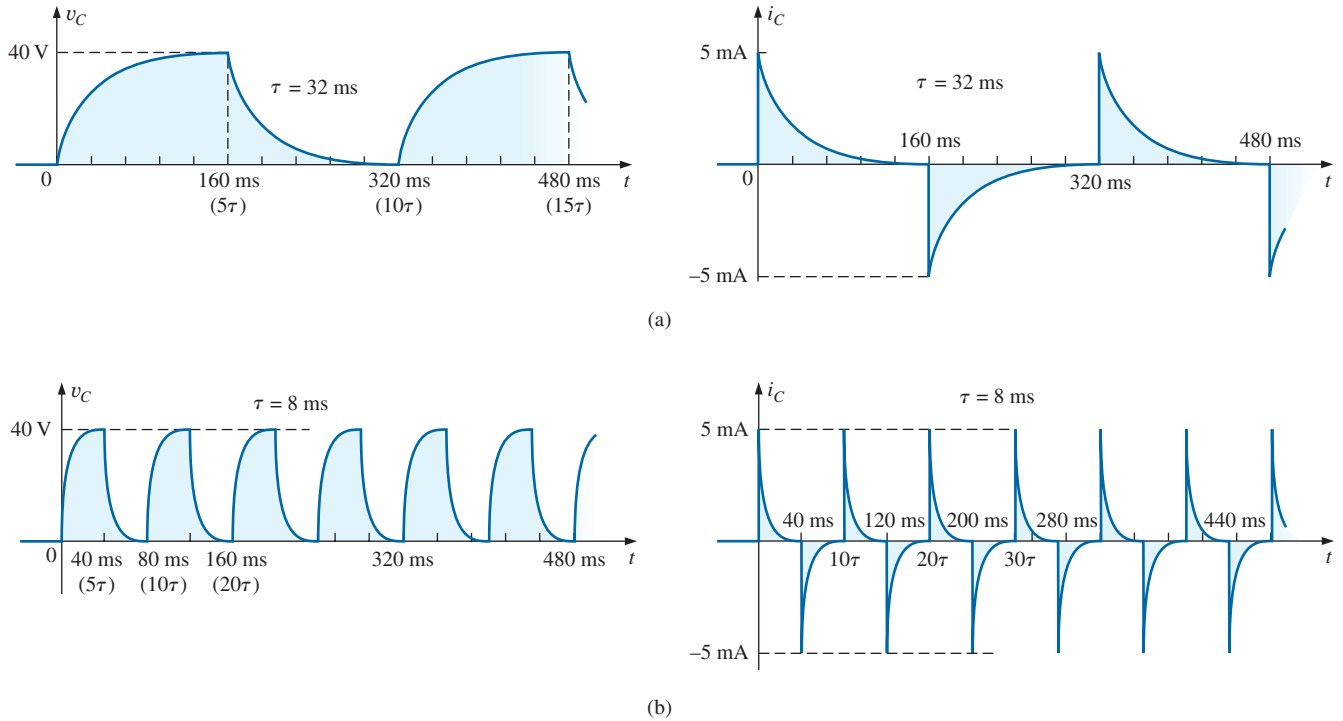 v_C
40 V
τ = 32 ms
0
160 ms
320 ms
480 ms
t
(5τ)
(10τ)
(15τ)
i_C
5 mA
τ = 32 ms
160 ms
480 ms
0
320 ms
t
–5 mA
(a)
v_C
τ = 8 ms
40 V
0
40 ms
80 ms
160 ms
320 ms
480 ms
t
(5τ)
(10τ)
(20τ)
i_C
τ = 8 ms
5 mA
40 ms
120 ms
200 ms
280 ms
440 ms
10τ
20τ
30τ
t
–5 mA
(b)